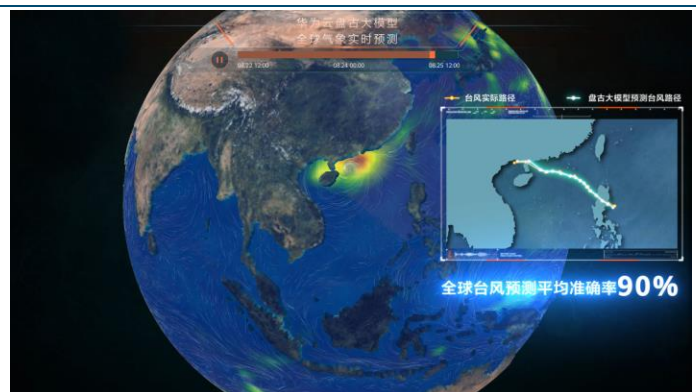 华为云盘古大模型
全球气象实时预测
08.22 12:00
08.24 00:00
08.25 12:00
台风实际路径
盘古大模型预测台风路径
全球台风预测平均准确率90%